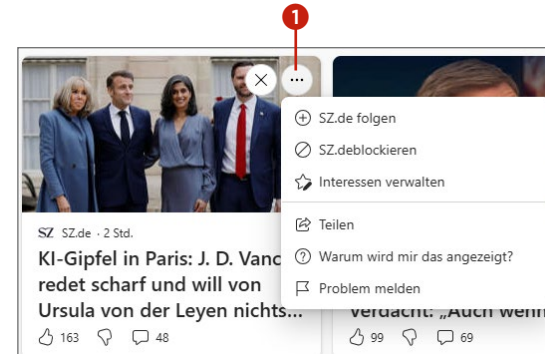 1
SZ.de folgen
SZ.deblockieren
Interessen verwalten
Teilen
Warum wird mir das angezeigt?
Problem melden
SZ SZ.de · 2 Std.
KI-Gipfel in Paris: J. D. Vanc
redet scharf und will von
Ursula von der Leyen nichts...
163 48
Verdacht: „Auch wenn
99 69